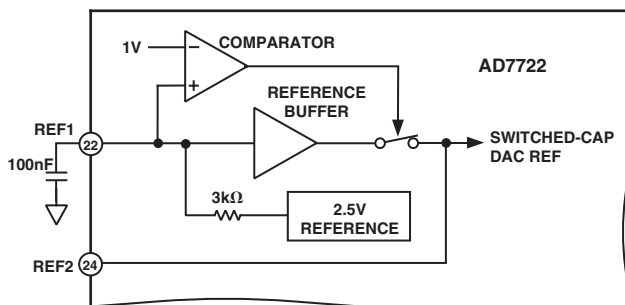 1V
COMPARATOR
AD7722
REFERENCE
BUFFER
REF1
22
SWITCHED-CAP
DAC REF
100nF
3kΩ
2.5V
REFERENCE
REF2
24